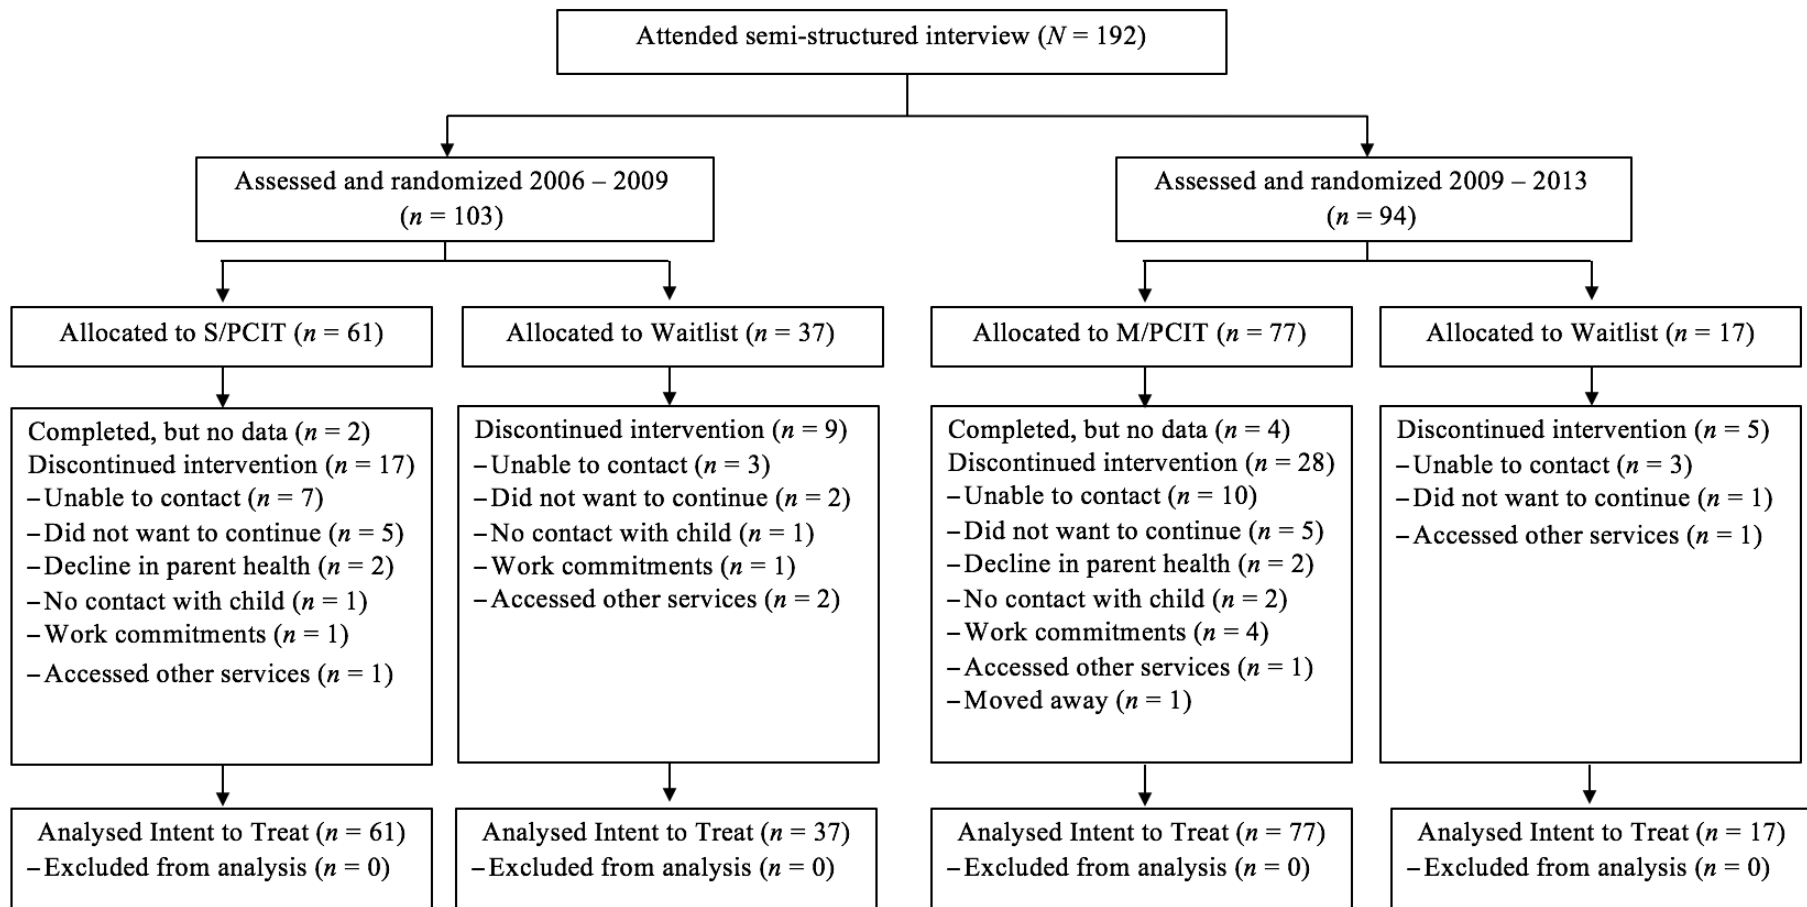 Attended semi-structured interview (N = 192)
Assessed and randomized 2006 – 2009
(n = 103)
Assessed and randomized 2009 – 2013
(n = 94)
Allocated to S/PCIT (n = 61)
Allocated to Waitlist (n = 37)
Allocated to M/PCIT (n = 77)
Allocated to Waitlist (n = 17)
Completed, but no data (n = 2)
Discontinued intervention (n = 17)
–Unable to contact (n = 7)
–Did not want to continue (n = 5)
–Decline in parent health (n = 2)
–No contact with child (n = 1)
–Work commitments (n = 1)
–Accessed other services (n = 1)
Discontinued intervention (n = 9)
–Unable to contact (n = 3)
–Did not want to continue (n = 2)
–No contact with child (n = 1)
–Work commitments (n = 1)
–Accessed other services (n = 2)
Completed, but no data (n = 4)
Discontinued intervention (n = 28)
–Unable to contact (n = 10)
–Did not want to continue (n = 5)
–Decline in parent health (n = 2)
–No contact with child (n = 2)
–Work commitments (n = 4)
–Accessed other services (n = 1)
–Moved away (n = 1)
Discontinued intervention (n = 5)
–Unable to contact (n = 3)
–Did not want to continue (n = 1)
–Accessed other services (n = 1)
Analysed Intent to Treat (n = 61)
–Excluded from analysis (n = 0)
Analysed Intent to Treat (n = 37)
–Excluded from analysis (n = 0)
Analysed Intent to Treat (n = 77)
–Excluded from analysis (n = 0)
Analysed Intent to Treat (n = 17)
–Excluded from analysis (n = 0)